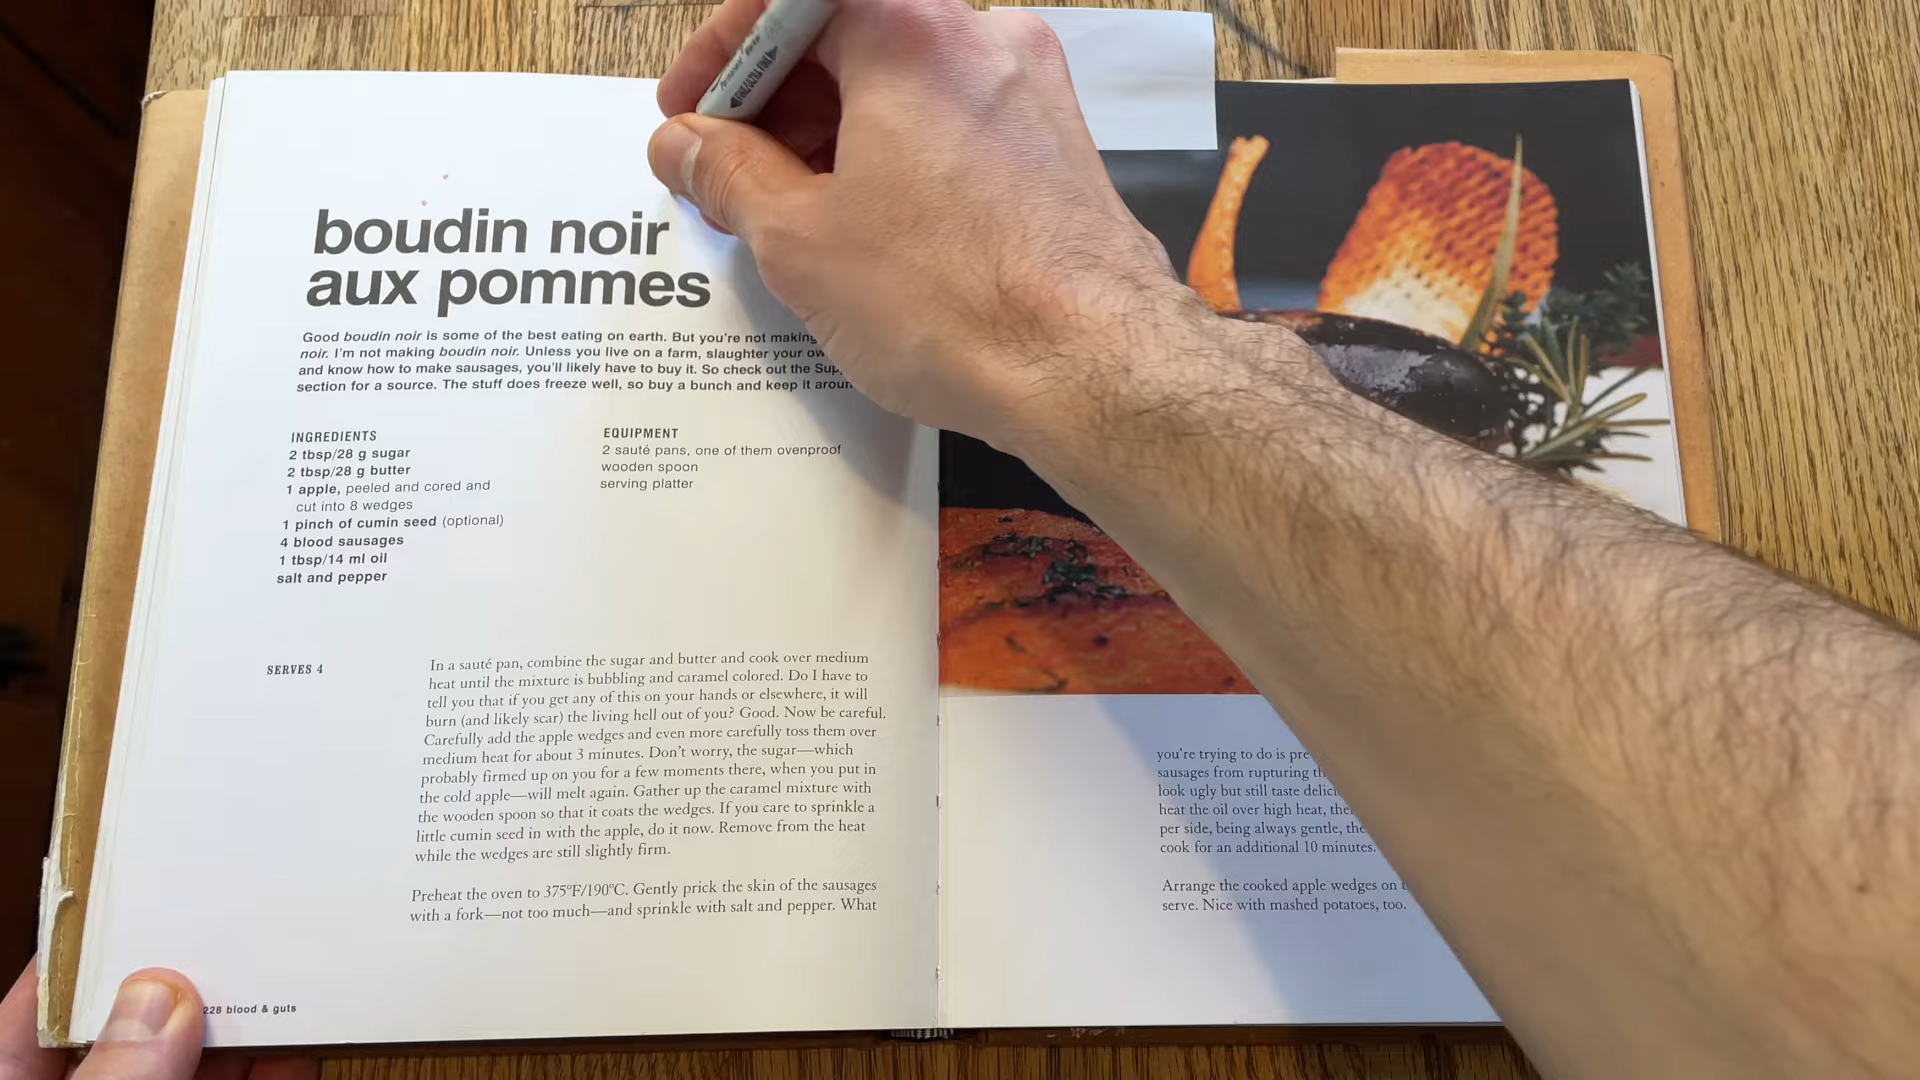 boudin noir
aux pommes
Good boudin noir is some of the best eating on earth. But you're not making
noir. I'm not making boudin noir. Unless you live on a farm, slaughter your
and know how to make sausages, you'll likely have to buy it. So check out the
section for a source. The stuff does freeze well, so buy a bunch and keep it
INGREDIENTS
2 tbsp/28 g sugar
2 tbsp/28 g butter
1 apple, peeled and cored and
cut into 8 wedges
1 pinch of cumin seed (optional)
4 blood sausages
1 tbsp/14 ml oil
salt and pepper
EQUIPMENT
2 sauté pans, one of them ovenproof
wooden spoon
serving platter
SERVES 4
In a sauté pan, combine the sugar and butter and cook over medium
heat until the mixture is bubbling and caramel colored. Do I have to
tell you that if you get any of this on your hands or elsewhere, it will
burn (and likely scar) the living hell out of you? Good. Now be careful.
Carefully add the apple wedges and even more carefully toss them over
medium heat for about 3 minutes. Don't worry, the sugar—which
probably firmed up on you for a few moments there, when you put in
the cold apple—will melt again. Gather up the caramel mixture with
the wooden spoon so that it coats the wedges. If you care to sprinkle a
little cumin seed in with the apple, do it now. Remove from the heat
while the wedges are still slightly firm.
Preheat the oven to 375°F/190°C. Gently prick the skin of the sausages
with a fork—not too much—and sprinkle with salt and pepper. What
228 blood & guts
you're trying to do is
sausages from rupturing
look ugly but still taste
heat the oil over high heat,
per side, being always gentle,
cook for an additional 10 minutes.
Arrange the cooked apple wedges on
serve. Nice with mashed potatoes, too.